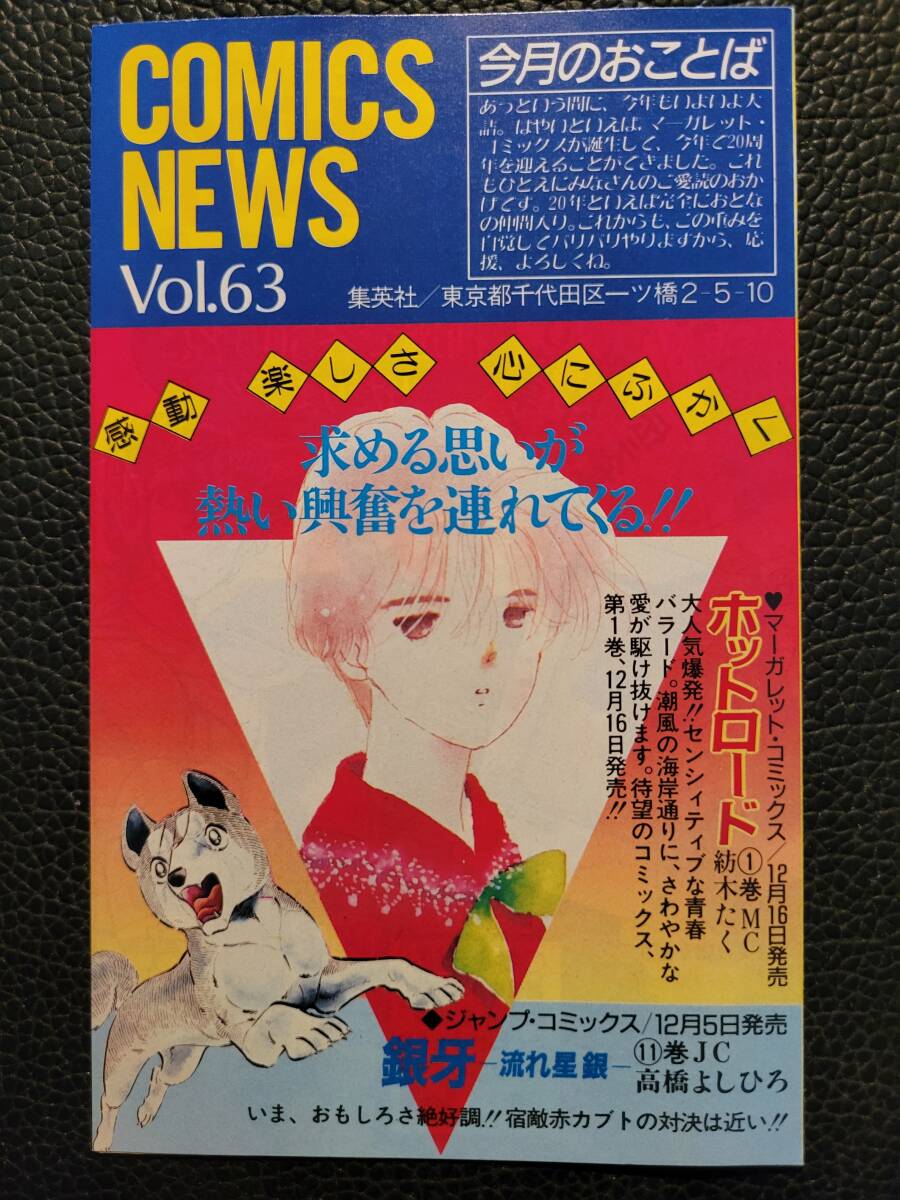 COMICS
NEWS
Vol.63
今月のおことば
あっという間に、今年もいよいよ大
詰。はやいといえば、マーガレット・
コミックスが誕生して、今年で20周
年を迎えることができました。これ
もひとえにみなさんのご愛読のおか
げです。20年といえば完全におとな
の仲間入り。これからも、この重みを
自覚してバリバリやりますから、応
援、よろしくね。
集英社/東京都千代田区一ツ橋2-5-10
感動 楽しさ 心にふかく
求める思いが
熱い興奮を連れてくる!!
♥マーガレット・コミックス/12月16日発売
ホットロード
①巻MC
紡木たく
大人気爆発!!センシィティブな青春
バラード。潮風の海岸通りに、さわやかな
愛が駆け抜けます。待望のコミックス、
第1巻、12月16日発売!!
◆ジャンプ・コミックス/12月5日発売
銀牙―流れ星 銀―
⑪巻JC
高橋よしひろ
いま、おもしろさ絶好調!!宿敵赤カブトの対決は近い!!